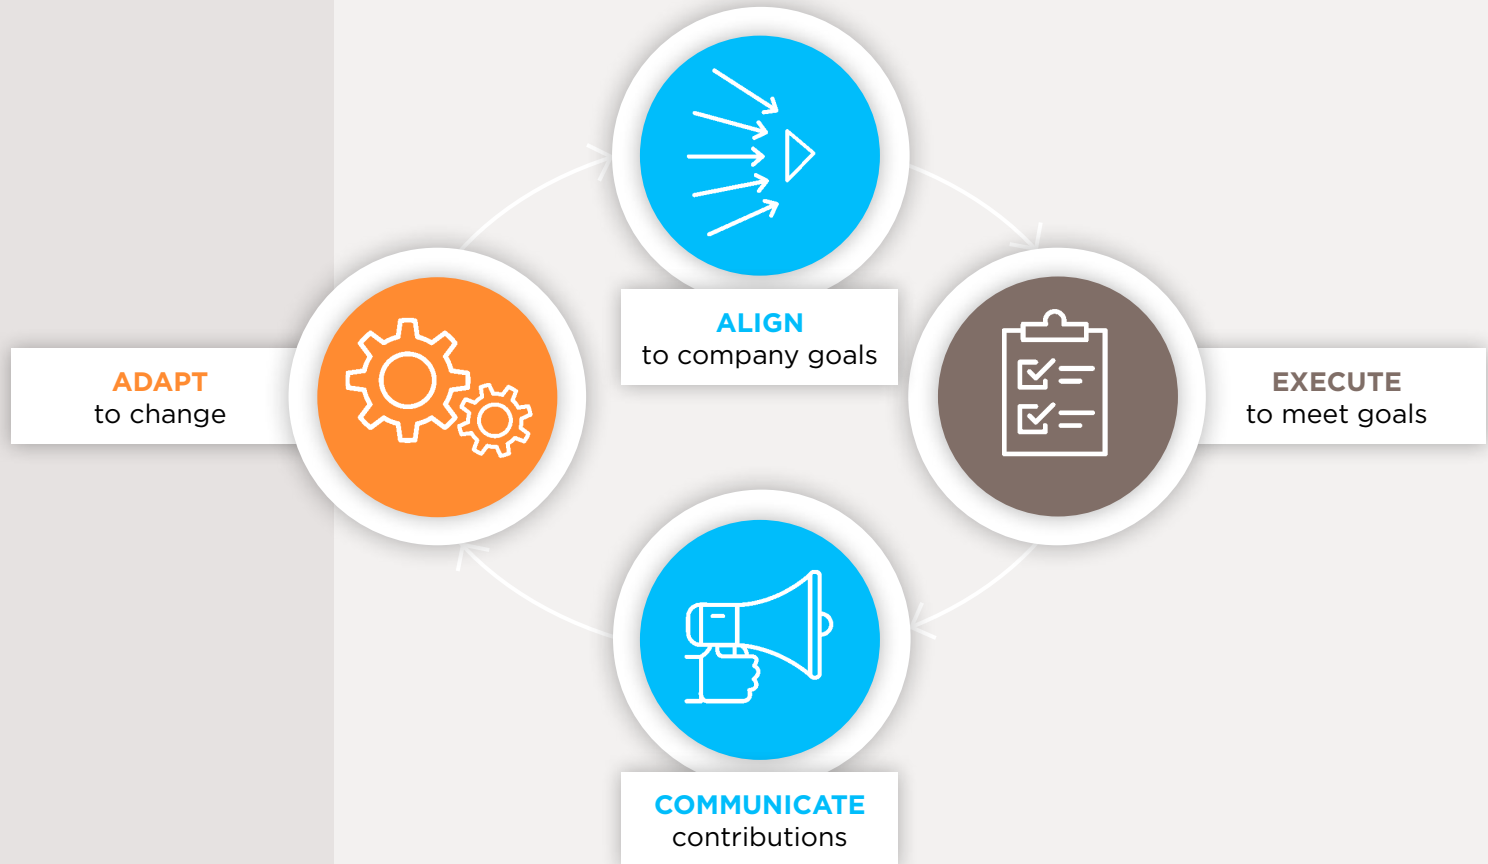 ALIGN
to company goals
ADAPT
to change
EXECUTE
to meet goals
COMMUNICATE
contributions